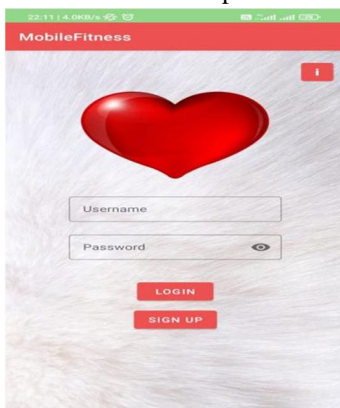 22:11 | 4.0KB/s
MobileFitness
i
Username
Password
LOGIN
SIGN UP